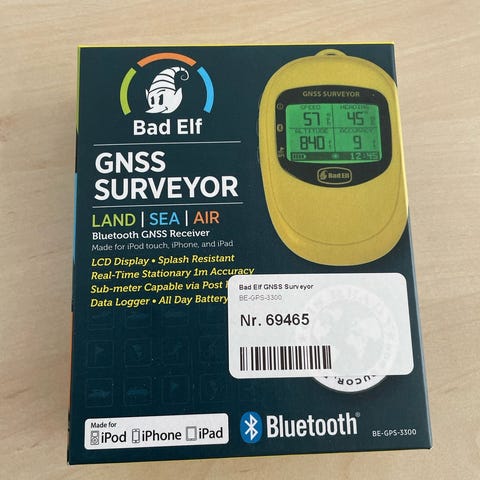 Bad Elf
GNSS
SURVEYOR
LAND | SEA | AIR
Bluetooth GNSS Receiver
Made for iPod touch, iPhone, and iPad
LCD Display • Splash Resistant
Real-Time Stationary 1m Accuracy
Sub-meter Capable via Post
Data Logger • All Day Battery
GNSS SURVEYOR
SPEED HEADING
57 45
ALTITUDE ACCURACY
840 9
12:45
Bad Elf
Bad Elf GNSS Surveyor
BE-GPS-3300
Nr. 69465
Made for
iPod iPhone iPad
Bluetooth®
BE-GPS-3300